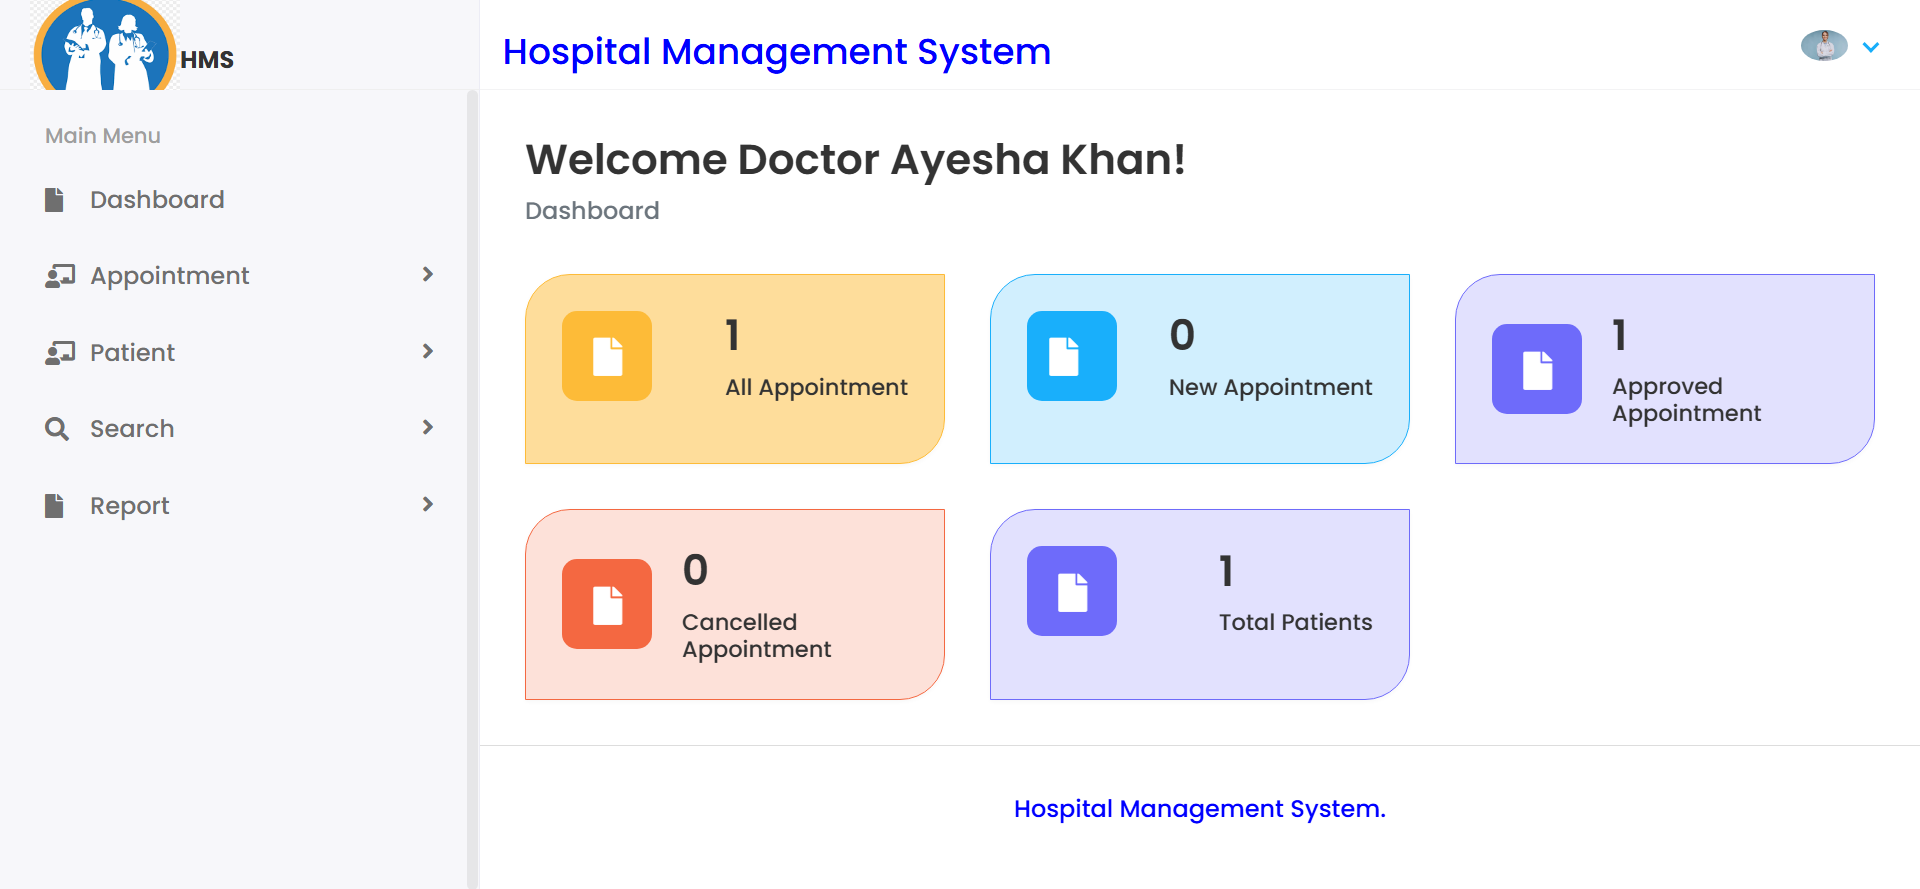 HMS
Hospital Management System
Main Menu
Dashboard
Appointment
Patient
Search
Report
Welcome Doctor Ayesha Khan!
Dashboard
1
All Appointment
0
New Appointment
1
Approved
Appointment
0
Cancelled
Appointment
1
Total Patients
Hospital Management System.